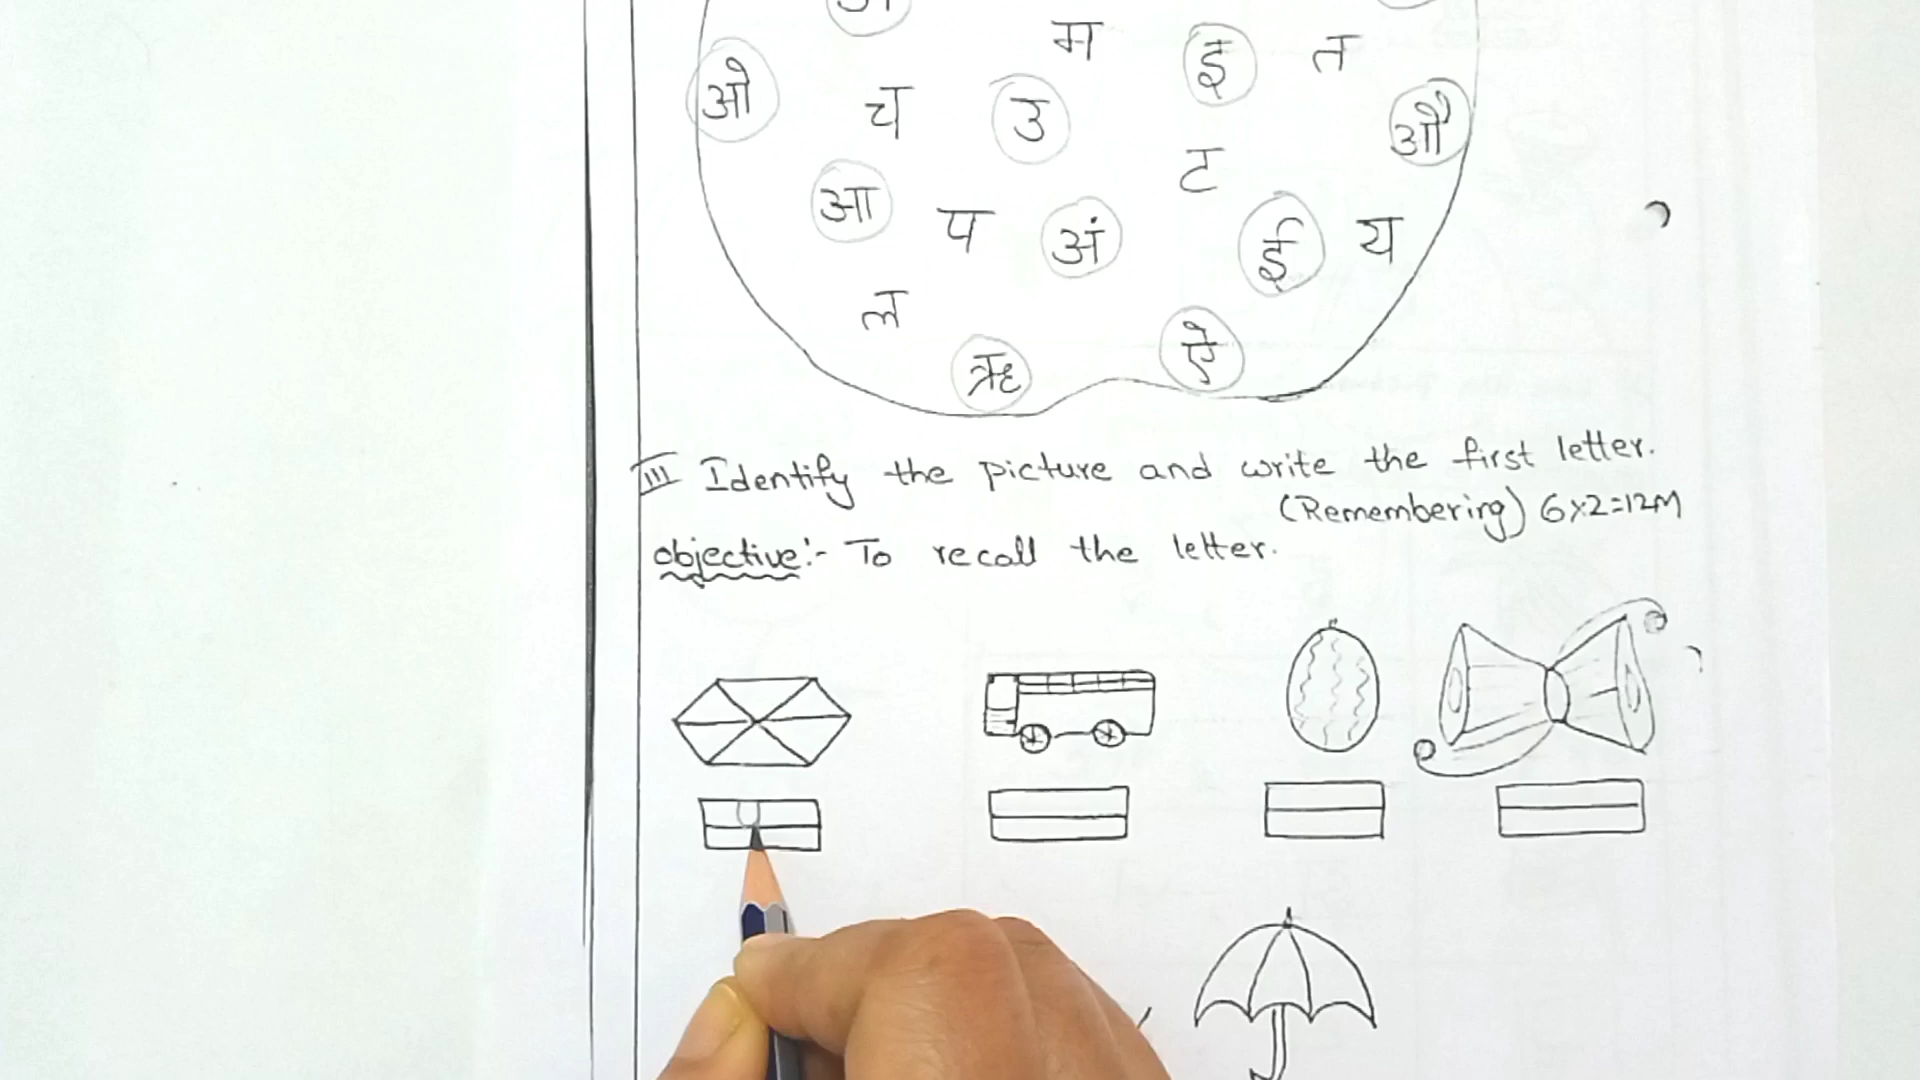 म इ त
ओ च उ औ
ट
आ प अं ई य
ल
ऋ ऐ
III Identify the picture and write the first letter.
(Remembering) 6x2=12M
objective:- To recall the letter.